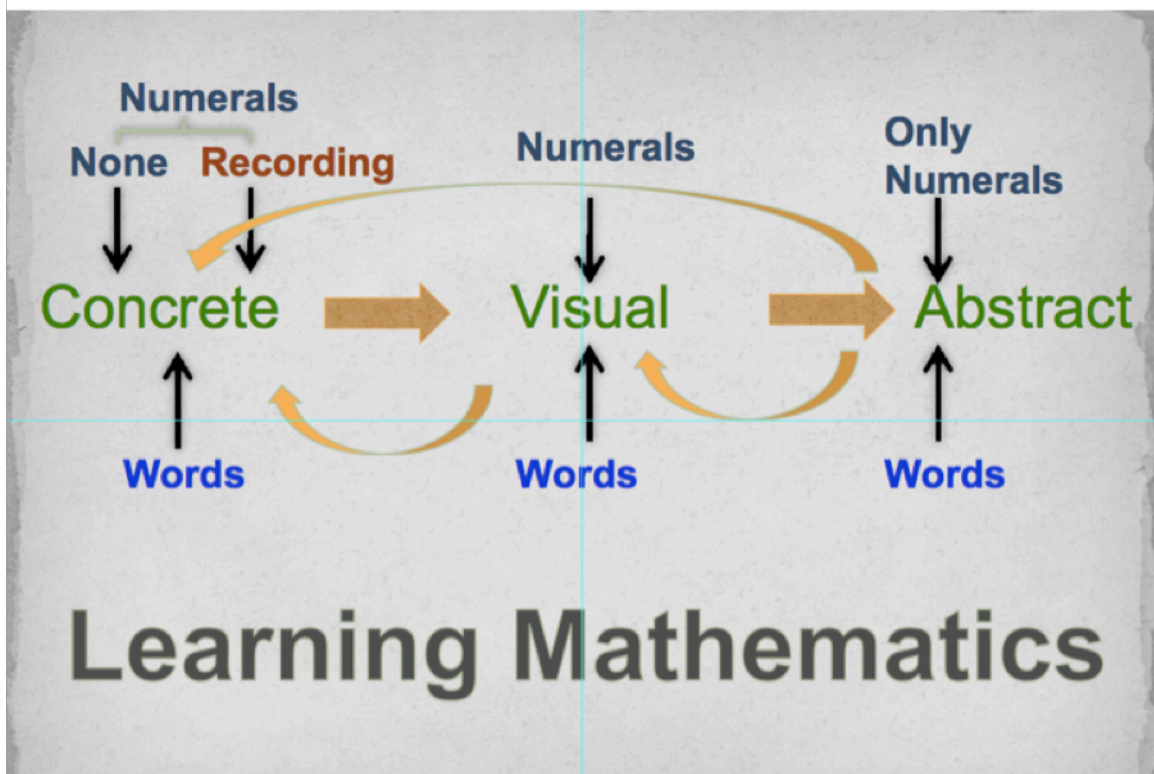 Numerals
None Recording
Numerals
Only
Numerals
Concrete Visual Abstract
Words Words Words
Learning Mathematics